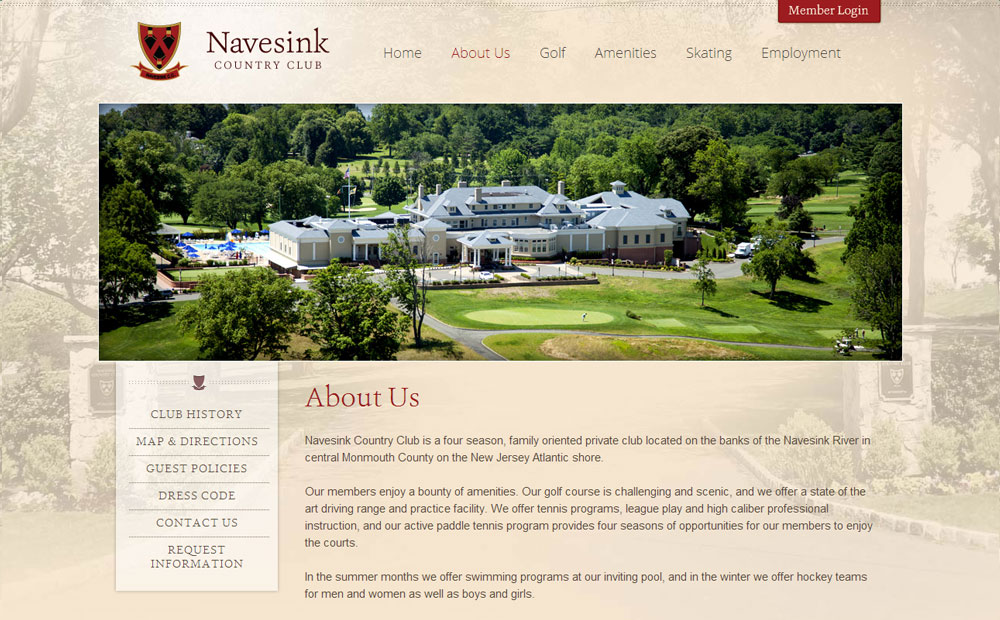 Member Login
Navesink
COUNTRY CLUB
Home
About Us
Golf
Amenities
Skating
Employment
CLUB HISTORY
MAP & DIRECTIONS
GUEST POLICIES
DRESS CODE
CONTACT US
REQUEST
INFORMATION
About Us
Navesink Country Club is a four season, family oriented private club located on the banks of the Navesink River in
central Monmouth County on the New Jersey Atlantic shore.
Our members enjoy a bounty of amenities. Our golf course is challenging and scenic, and we offer a state of the
art driving range and practice facility. We offer tennis programs, league play and high caliber professional
instruction, and our active paddle tennis program provides four seasons of opportunities for our members to enjoy
the courts.
In the summer months we offer swimming programs at our inviting pool, and in the winter we offer hockey teams
for men and women as well as boys and girls.